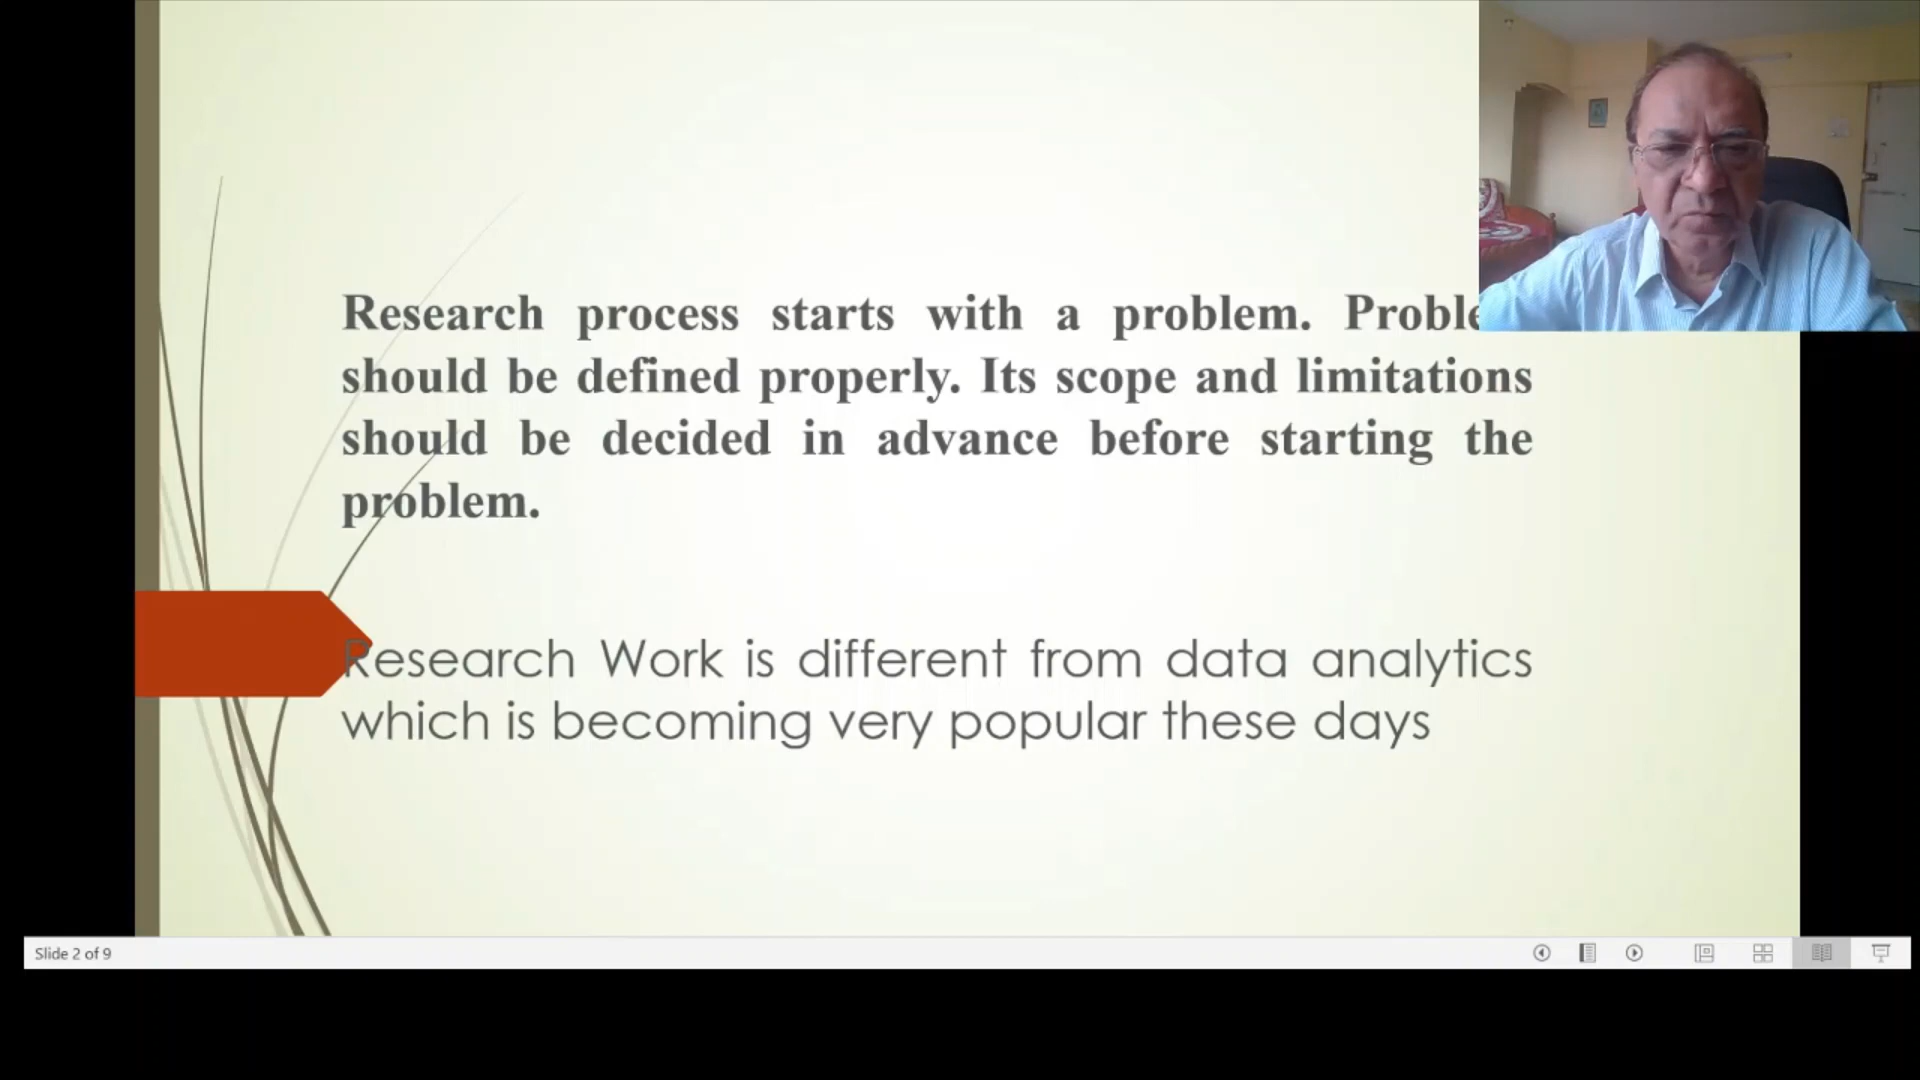 Research process starts with a problem.
should be defined properly. Its scope and limitations
should be decided in advance before starting the
problem.
Research Work is different from data analytics
which is becoming very popular these days
Slide 2 of 9